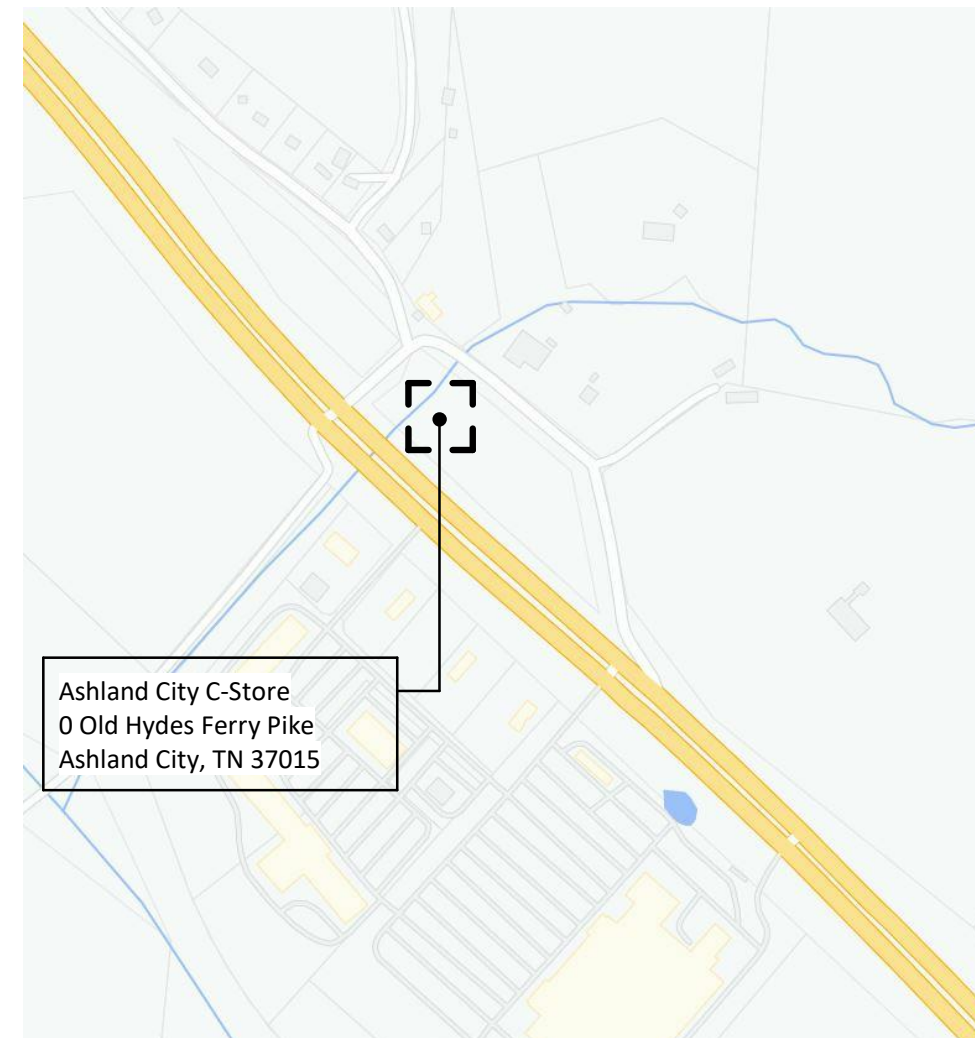 Ashland City C-Store
0 Old Hydes Ferry Pike
Ashland City, TN 37015